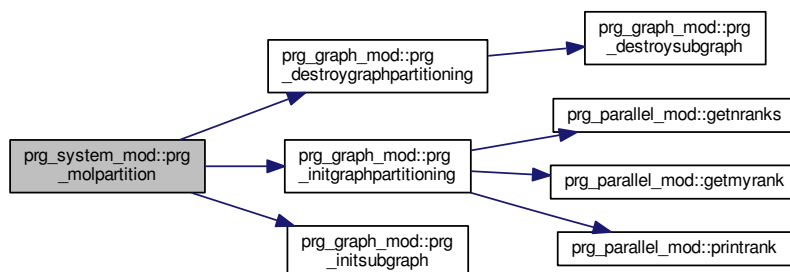 prg_system_mod::prg
_molpartition
prg_graph_mod::prg
_destroygraphpartitioning
prg_graph_mod::prg
_destroysubgraph
prg_graph_mod::prg
_initgraphpartitioning
prg_parallel_mod::getnranks
prg_parallel_mod::getmyrank
prg_parallel_mod::printrank
prg_graph_mod::prg
_initsubgraph